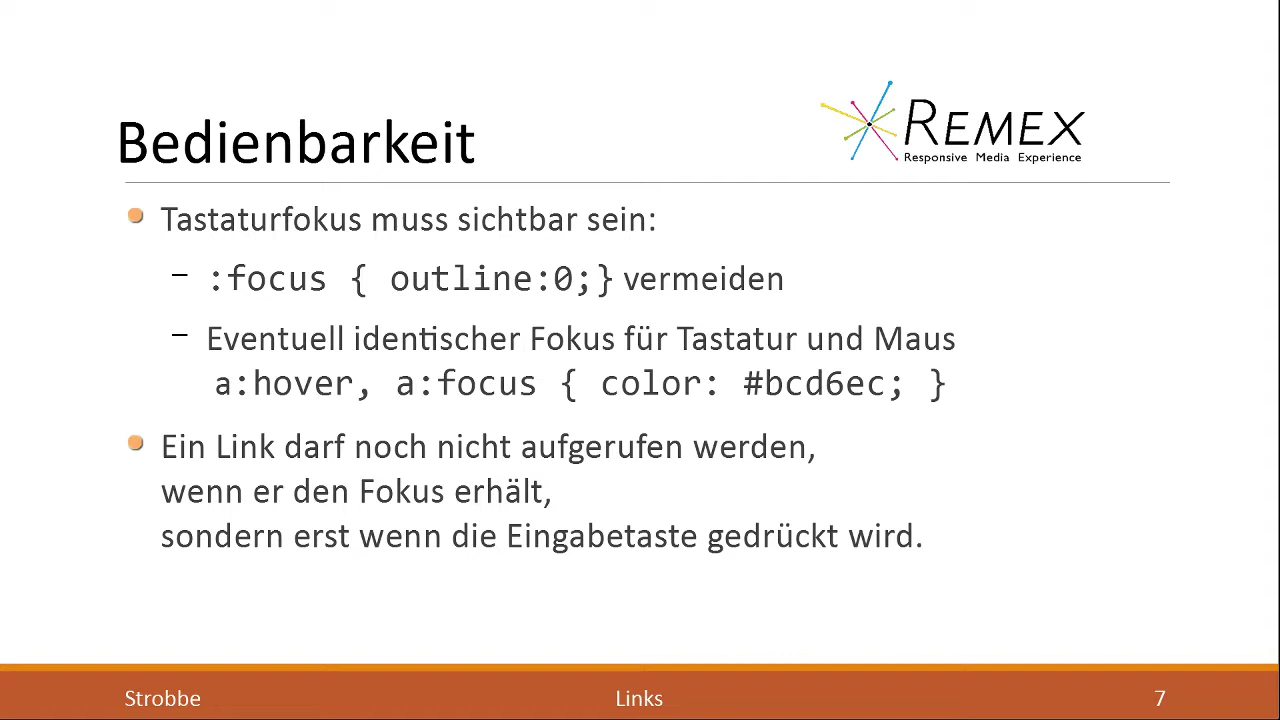 Bedienbarkeit
REMEX
Responsive Media Experience
Tastaturfokus muss sichtbar sein:
– :focus { outline:0;} vermeiden
– Eventuell identischer Fokus für Tastatur und Maus
a:hover, a:focus { color: #bcd6ec; }
Ein Link darf noch nicht aufgerufen werden,
wenn er den Fokus erhält,
sondern erst wenn die Eingabetaste gedrückt wird.
Strobbe
Links
7